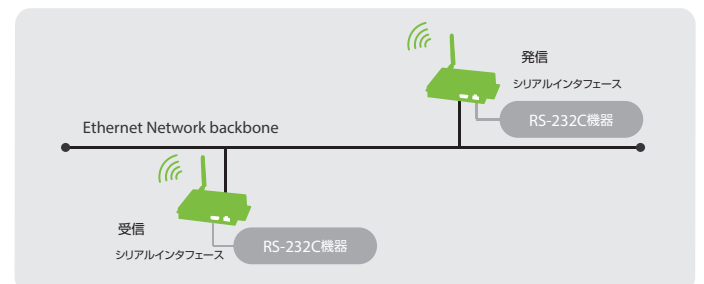 発信
シリアルインタフェース
RS-232C機器
Ethernet Network backbone
受信
シリアルインタフェース
RS-232C機器